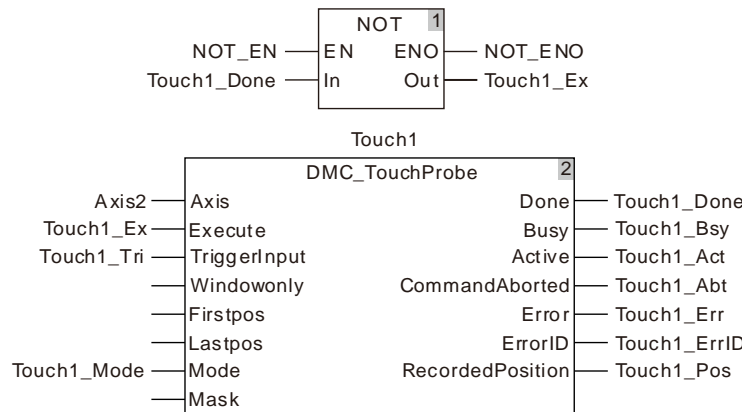 NOT 1
NOT_EN EN ENO NOT_ENO
Touch1_Done In Out Touch1_Ex
Touch1
DMC_TouchProbe 2
Axis2 Axis Done Touch1_Done
Touch1_Ex Execute Busy Touch1_Bsy
Touch1_Tri TriggerInput Active Touch1_Act
Windowonly CommandAborted Touch1_Abt
Firstpos Error Touch1_Err
Lastpos ErrorID Touch1_ErrID
Touch1_Mode Mode RecordedPosition Touch1_Pos
Mask